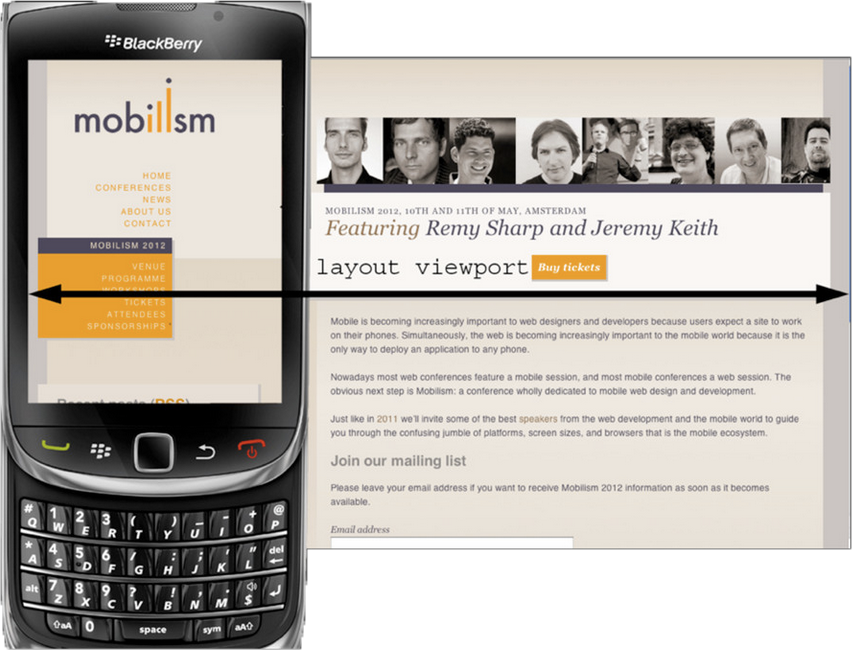 BlackBerry
mobilism
HOME
CONFERENCES
NEWS
ABOUT US
CONTACT
MOBILISM 2012
VENUE
PROGRAMME
WORKSHOPS
TICKETS
ATTENDEES
SPONSORSHIPS
Recent posts (RSS)
MOBILISM 2012, 10TH AND 11TH OF MAY, AMSTERDAM
Featuring Remy Sharp and Jeremy Keith
layout viewport
Buy tickets
Mobile is becoming increasingly important to web designers and developers because users expect a site to work
on their phones. Simultaneously, the web is becoming increasingly important to the mobile world because it is the
only way to deploy an application to any phone.
Nowadays most web conferences feature a mobile session, and most mobile conferences a web session. The
obvious next step is Mobilism: a conference wholly dedicated to mobile web design and development.
Just like in 2011 we'll invite some of the best speakers from the web development and the mobile world to guide
you through the confusing jumble of platforms, screen sizes, and browsers that is the mobile ecosystem.
Join our mailing list
Please leave your email address if you want to receive Mobilism 2012 information as soon as it becomes
available.
Email address
# 1 2 3 ( ) _ - + @
Q W E R T Y U I O P
* 4 5 6 / : ; ' " del
A S D F G H J K L
alt 7 8 9 ? ! , . $
Z X C V B N M
aA 0 space sym aA